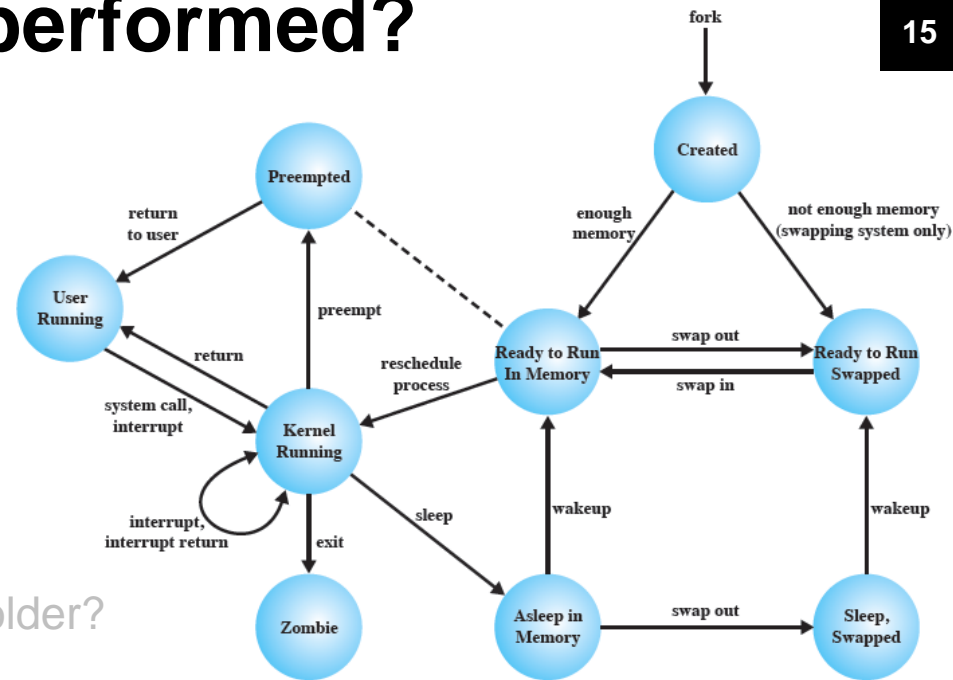 performed?
15
fork
Created
Preempted
return
to user
enough
memory
not enough memory
(swapping system only)
User
Running
preempt
return
reschedule
process
Ready to Run
In Memory
swap out
swap in
Ready to Run
Swapped
system call,
interrupt
Kernel
Running
interrupt,
interrupt return
sleep
exit
wakeup
wakeup
Zombie
Asleep in
Memory
swap out
Sleep,
Swapped
older?